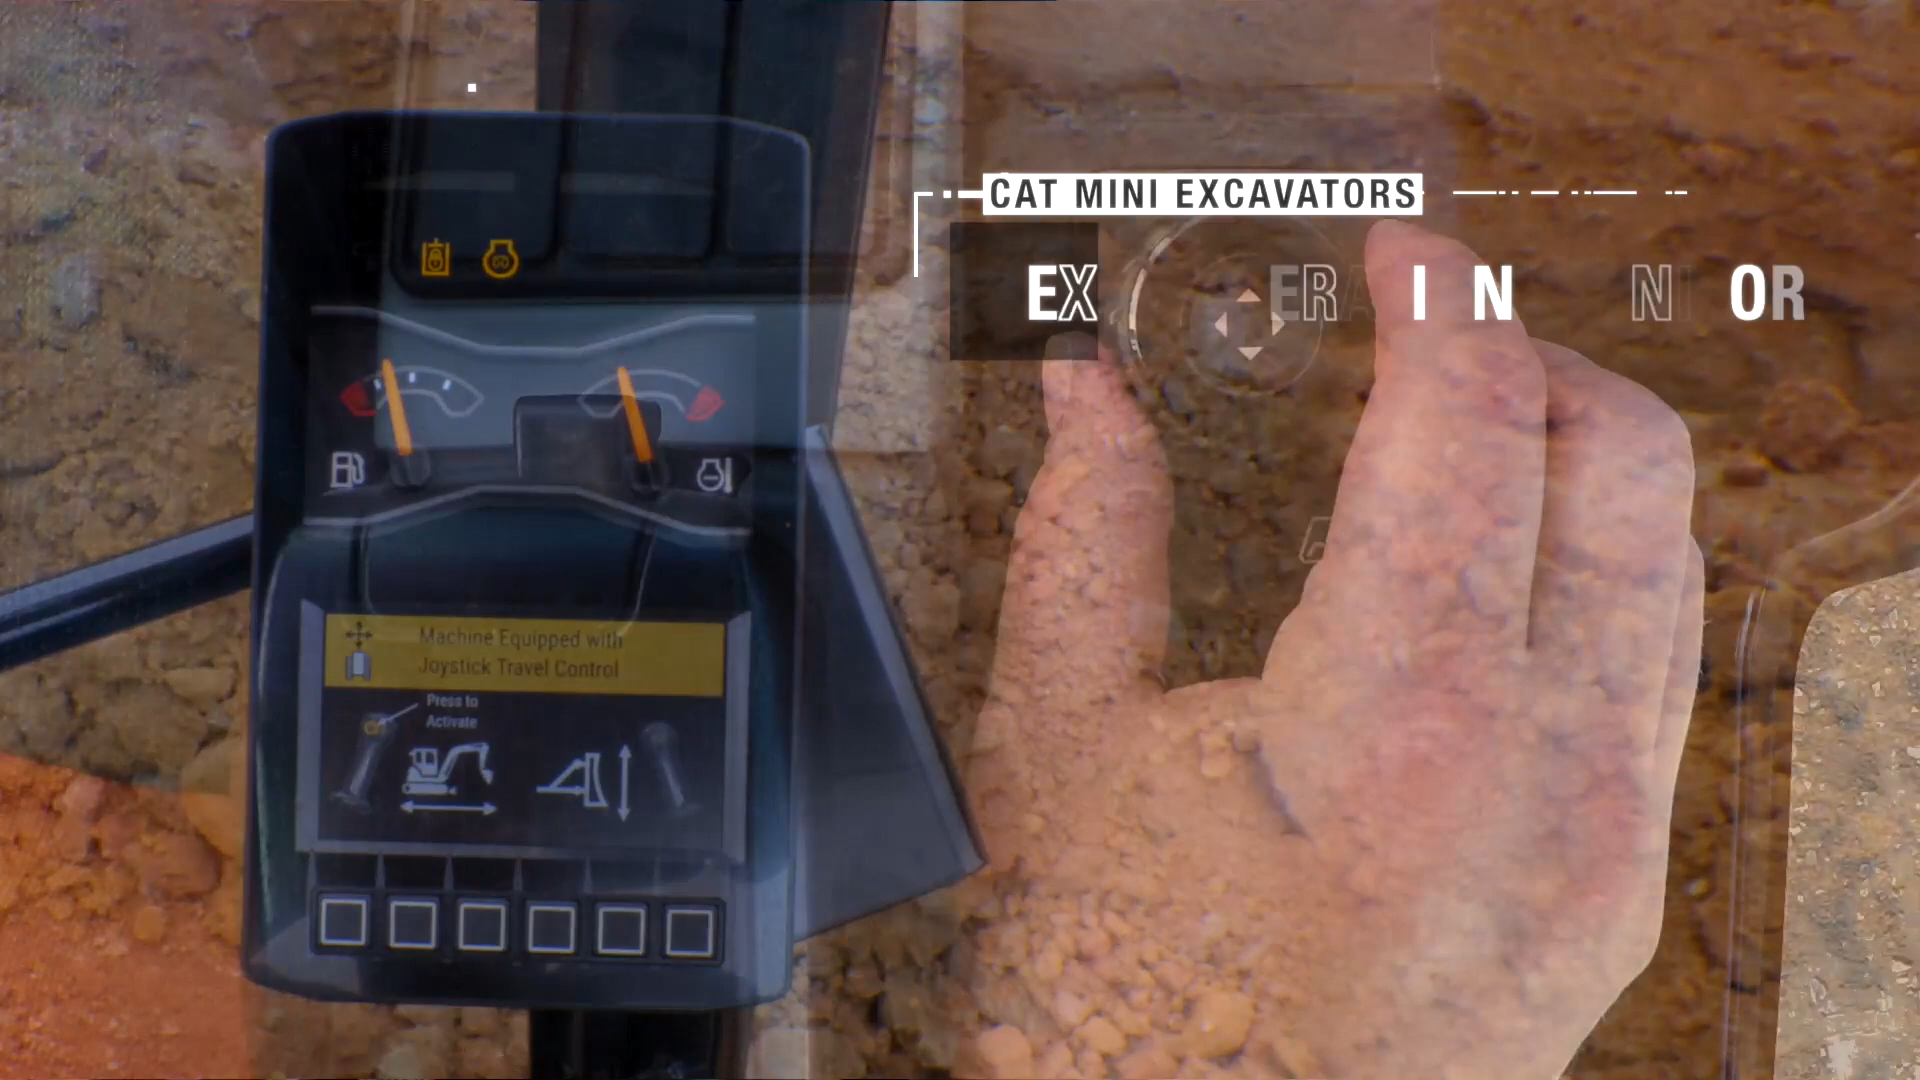 CAT MINI EXCAVATORS
Machine Equipped with
Joystick Travel Control
Press to
Activate